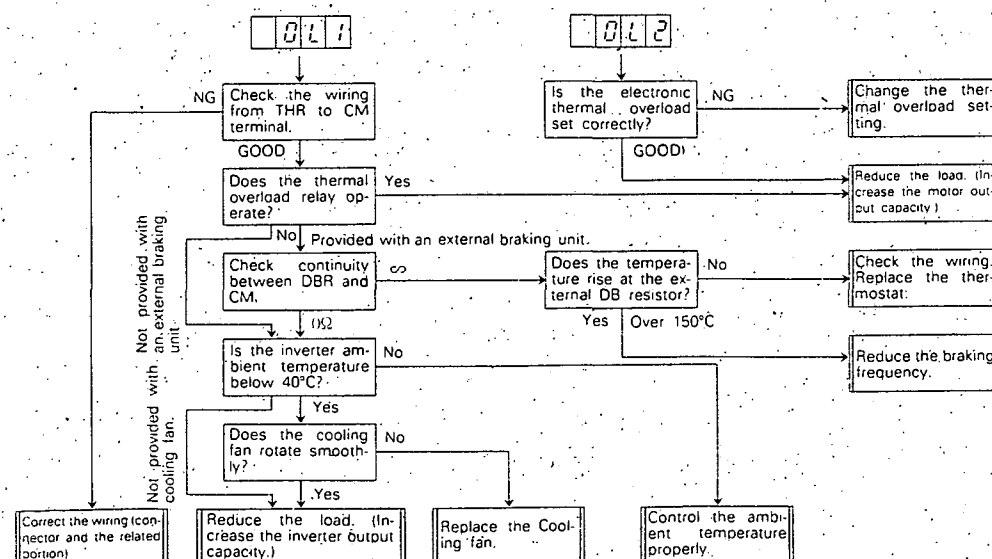 OL1
OL2
NG
Check the wiring
from THR to CM
terminal.
GOOD
Is the electronic
thermal overload
set correctly?
NG
GOOD
Change the ther-
mal overload set-
ting.
Does the thermal
overload relay op-
erate?
Yes
Reduce the load. (In-
crease the motor out-
put capacity.)
No
Provided with an external braking unit.
Not provided with
an external braking
unit
Check continuity
between DBR and
CM.
∞
0Ω
Does the tempera-
ture rise at the ex-
ternal DB resistor?
No
Yes
Over 150°C
Check the wiring.
Replace the ther-
mostat.
Reduce the braking
frequency.
Is the inverter am-
bient temperature
below 40°C?
No
Yes
Not provided with
cooling fan.
Does the cooling
fan rotate smooth-
ly?
No
Yes
Correct the wiring (con-
nector and the related
portion)
Reduce the load. (In-
crease the inverter output
capacity.)
Replace the Cool-
ing fan.
Control the ambi-
ent temperature
properly.